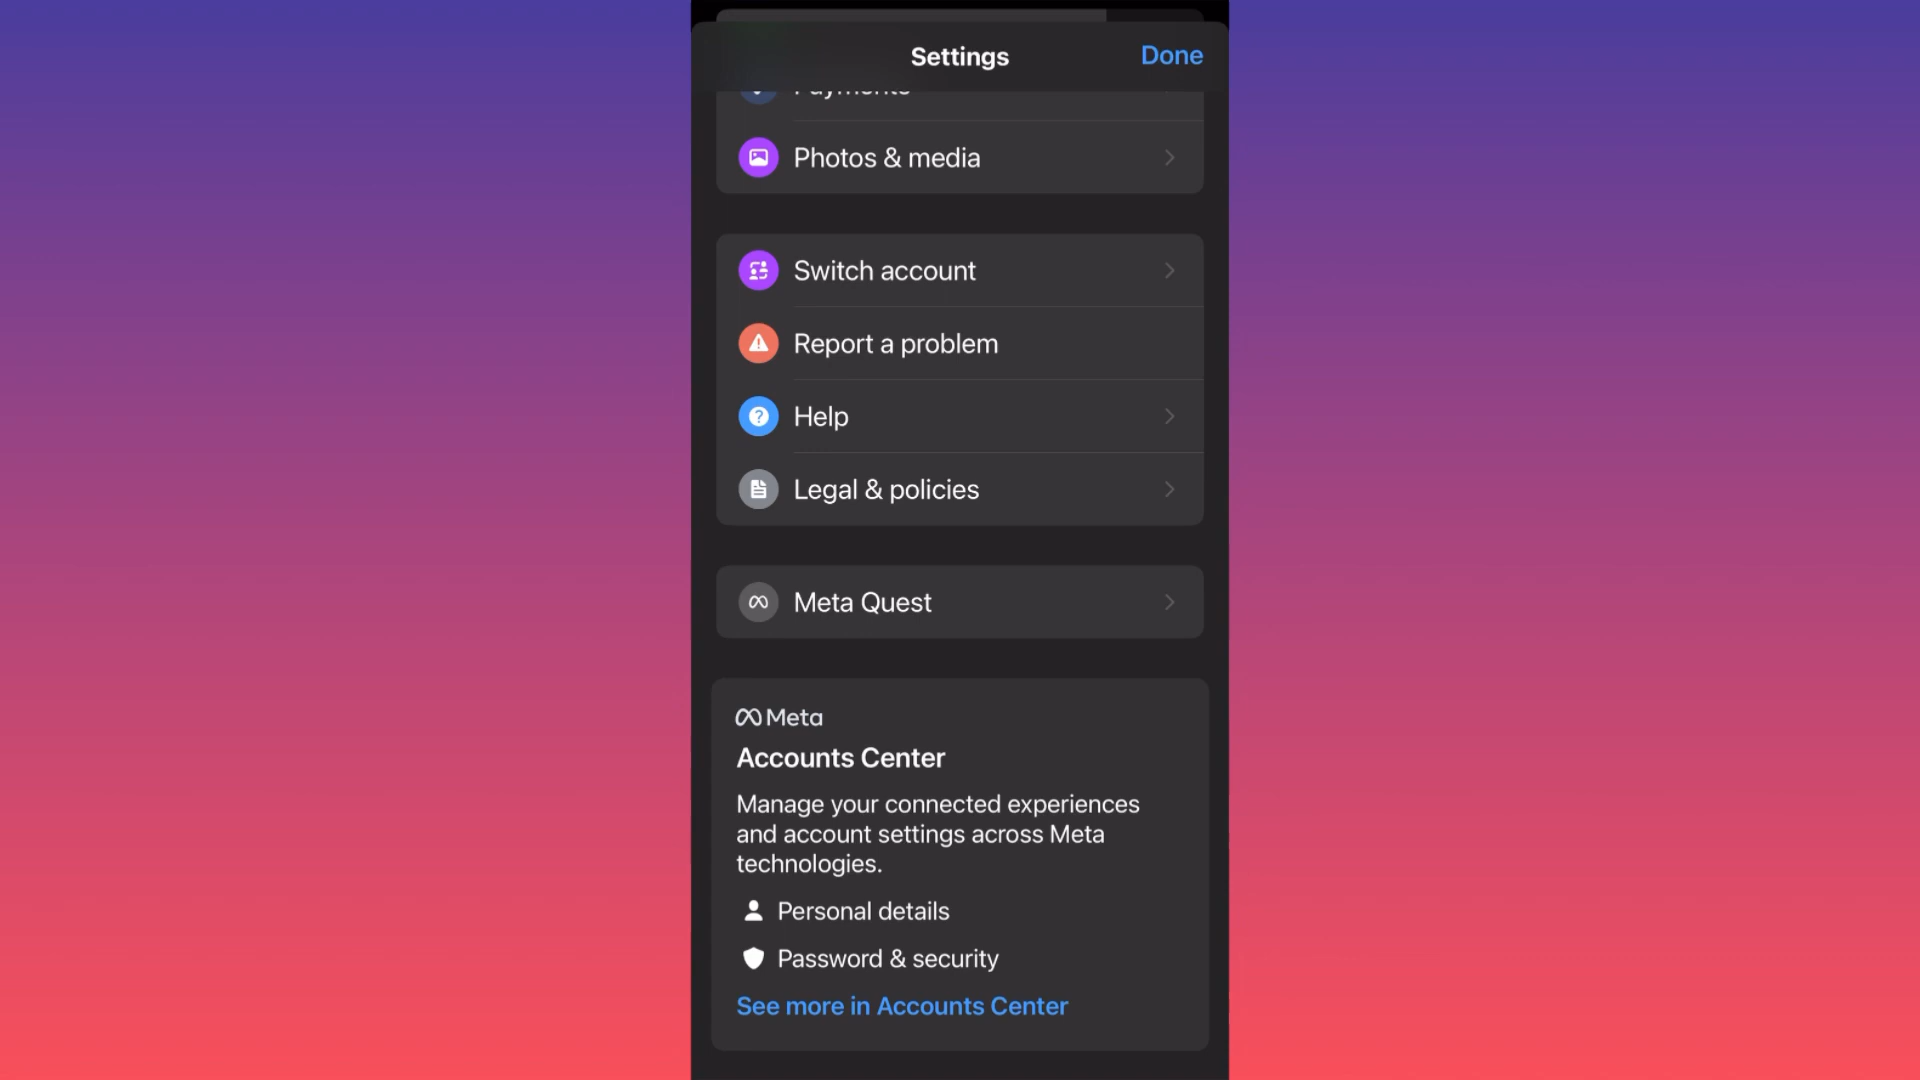 Settings
Done
Payments
Photos & media
Switch account
Report a problem
Help
Legal & policies
Meta Quest
Meta
Accounts Center
Manage your connected experiences
and account settings across Meta
technologies.
Personal details
Password & security
See more in Accounts Center